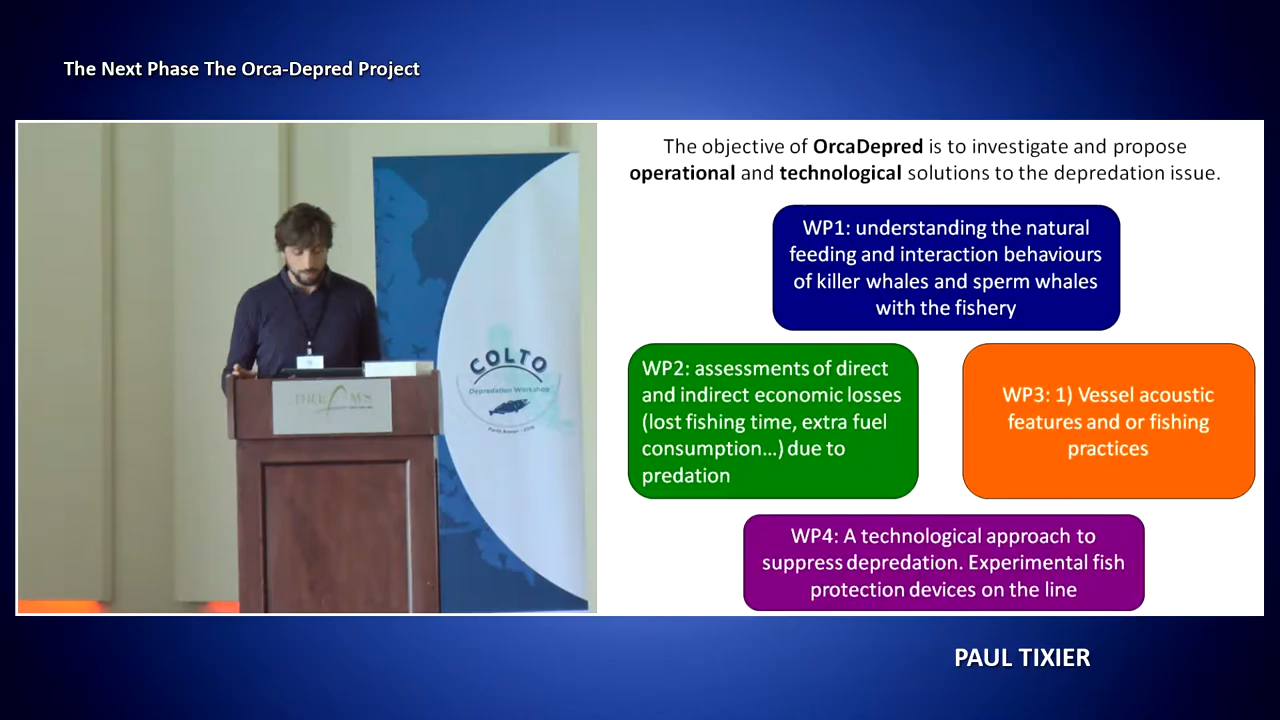 The Next Phase The Orca-Depred Project
The objective of OrcaDepred is to investigate and propose
operational and technological solutions to the depredation issue.
WP1: understanding the natural
feeding and interaction behaviours
of killer whales and sperm whales
with the fishery
WP2: assessments of direct
and indirect economic losses
(lost fishing time, extra fuel
consumption...) due to
predation
WP3: 1) Vessel acoustic
features and or fishing
practices
WP4: A technological approach to
suppress depredation. Experimental fish
protection devices on the line
COLTO
Depredation Workshop
DREAMS
PAUL TIXIER